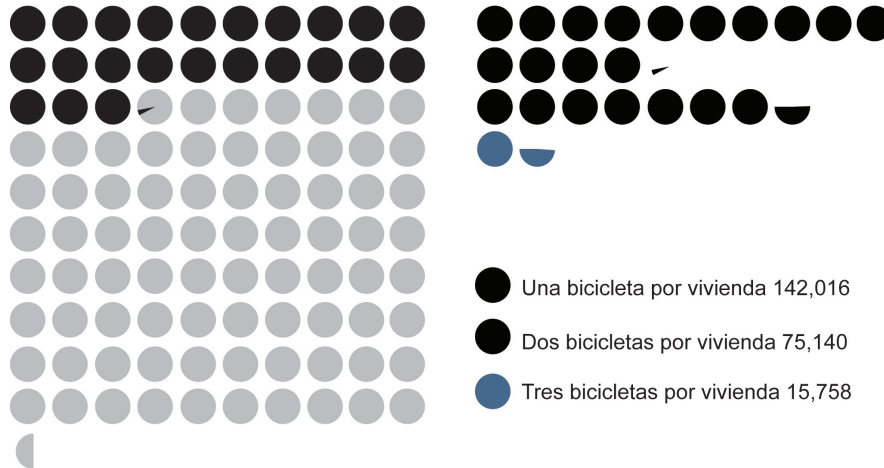 Una bicicleta por vivienda 142,016
Dos bicicletas por vivienda 75,140
Tres bicicletas por vivienda 15,758